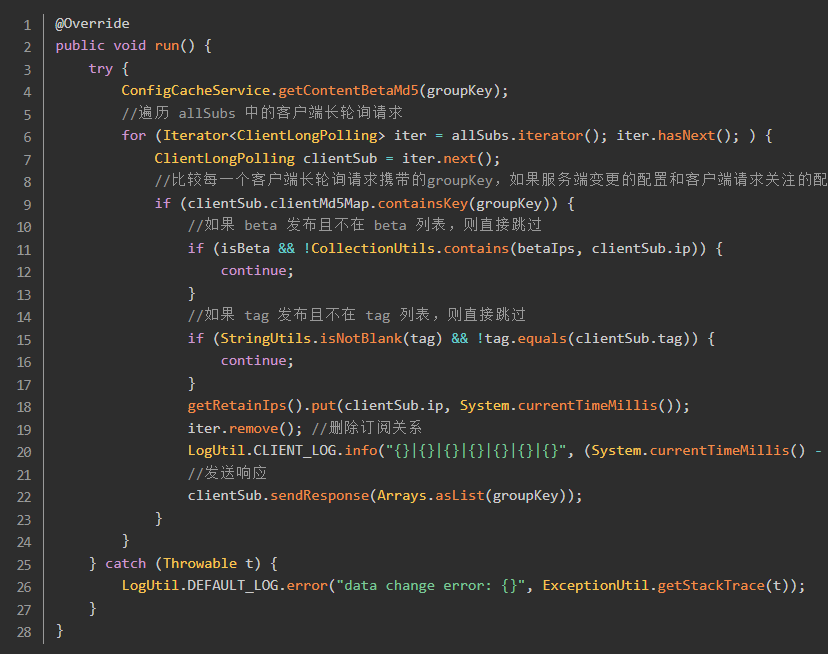 1 @Override
2 public void run() {
3 try {
4 ConfigCacheService.getContentBetaMd5(groupKey);
5 //遍历 allSubs 中的客户端长轮询请求
6 for (Iterator<ClientLongPolling> iter = allSubs.iterator(); iter.hasNext(); ) {
7 ClientLongPolling clientSub = iter.next();
8 //比较每一个客户端长轮询请求携带的groupKey，如果服务端变更的配置和客户端请求关注的配
9 if (clientSub.clientMd5Map.containsKey(groupKey)) {
10 //如果 beta 发布且不在 beta 列表，则直接跳过
11 if (isBeta && !CollectionUtils.contains(betaIps, clientSub.ip)) {
12 continue;
13 }
14 //如果 tag 发布且不在 tag 列表，则直接跳过
15 if (StringUtils.isNotBlank(tag) && !tag.equals(clientSub.tag)) {
16 continue;
17 }
18 getRetainIps().put(clientSub.ip, System.currentTimeMillis());
19 iter.remove(); //删除订阅关系
20 LogUtil.CLIENT_LOG.info("{}|{}|{}|{}|{}|{}|{}", (System.currentTimeMillis() -
21 //发送响应
22 clientSub.sendResponse(Arrays.asList(groupKey));
23 }
24 }
25 } catch (Throwable t) {
26 LogUtil.DEFAULT_LOG.error("data change error: {}", ExceptionUtil.getStackTrace(t));
27 }
28 }